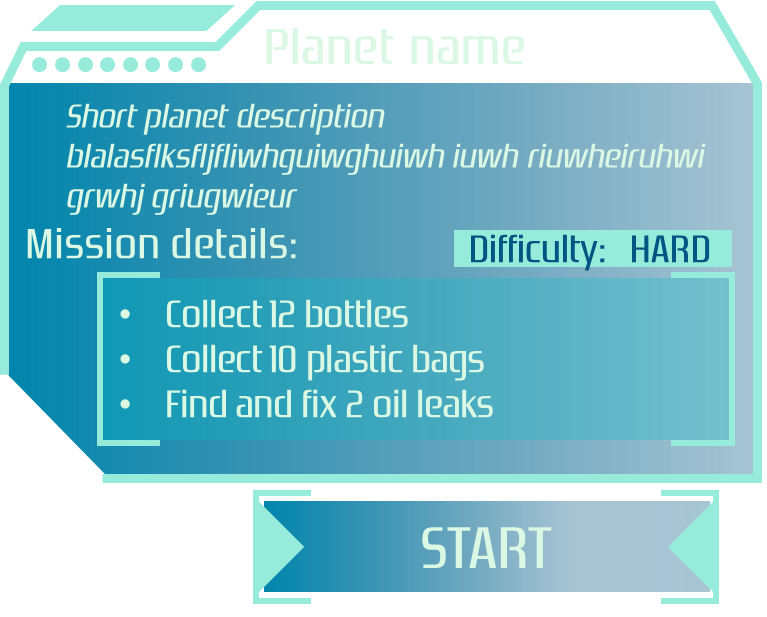 Planet name
Short planet description
blalasflksfljfliwhguiwghuiwh iuwh riuwheiruhwi
grwhj griugwieur
Mission details:
Difficulty: HARD
• Collect 12 bottles
• Collect 10 plastic bags
• Find and fix 2 oil leaks
START